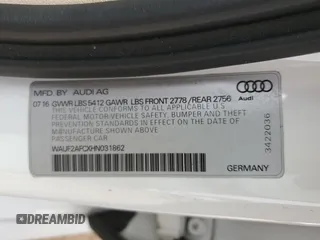 MFD. BY AUDI AG
07 16 GVWR LBS 5412 GAWR LBS FRONT 2778 / REAR 2756
THIS VEHICLE CONFORMS TO ALL APPLICABLE
FEDERAL MOTOR VEHICLE SAFETY, BUMPER AND THEFT
PREVENTION STANDARDS IN EFFECT ON THE
DATE OF MANUFACTURE SHOWN ABOVE
PASSENGER CAR
WAUF2AFCXHN031862
GERMANY
Audi
3422036
DREAMBID